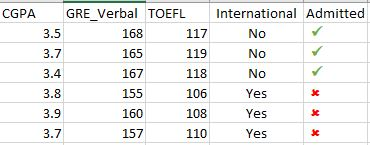 CGPA GRE_Verbal TOEFL International Admitted
3.5 168 117 No ✓
3.7 165 119 No ✓
3.4 167 118 No ✓
3.8 155 106 Yes ✖
3.9 160 108 Yes ✖
3.7 157 110 Yes ✖